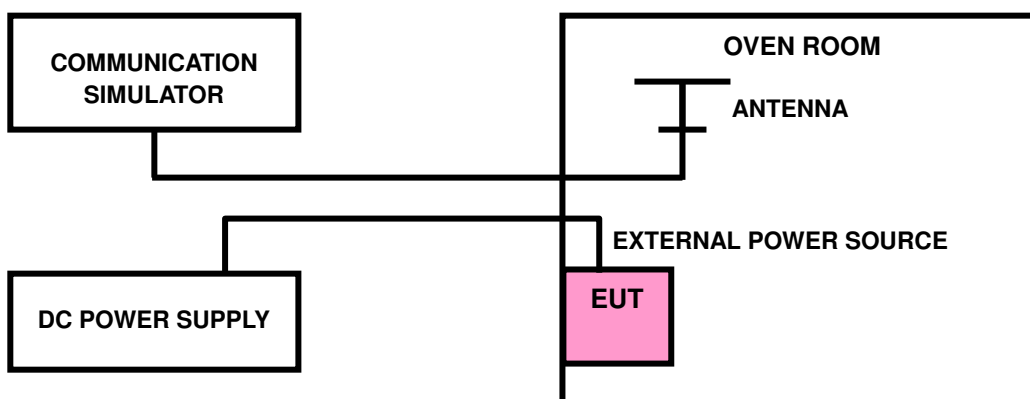 COMMUNICATION
SIMULATOR
OVEN ROOM
ANTENNA
EXTERNAL POWER SOURCE
DC POWER SUPPLY
EUT